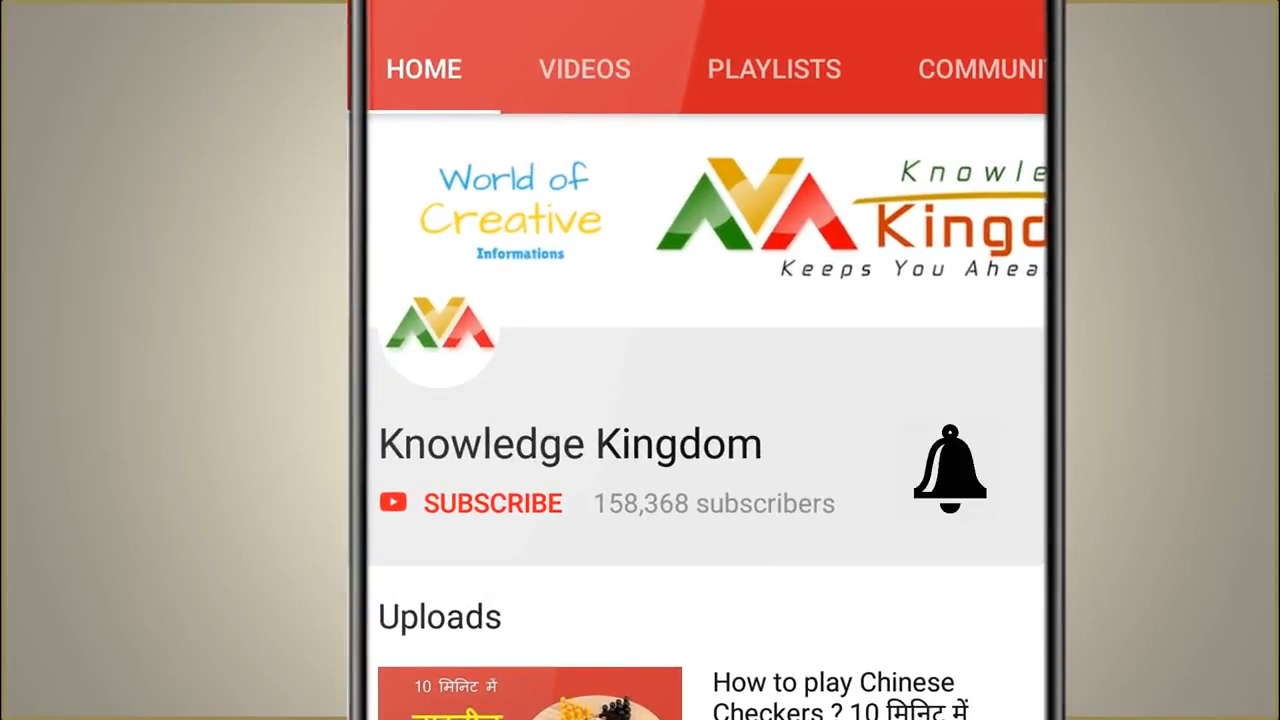 HOME VIDEOS PLAYLISTS COMMUNI
World of
Creative
Informations
Knowle
Kingd
Keeps You Ahea
Knowledge Kingdom
SUBSCRIBE 158,368 subscribers
Uploads
10 मिनिट में
How to play Chinese
Checkers ? 10 मिनिट में